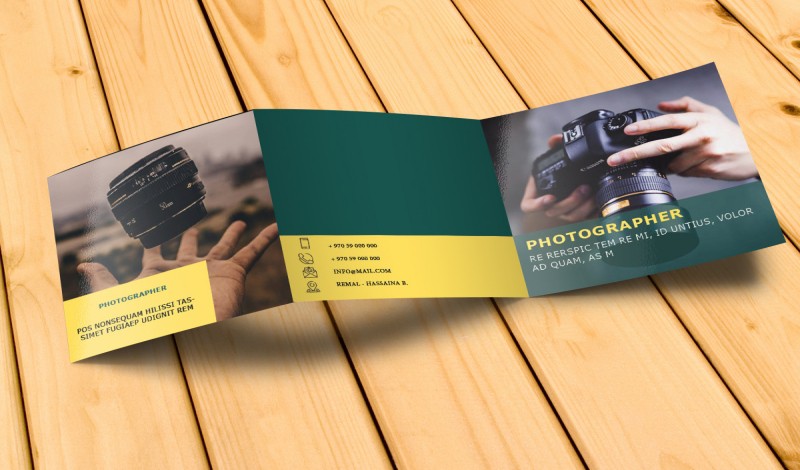 PHOTOGRAPHER
POS NONSEQUAM HILISSI TAS-
SIMET FUGIAEP UDIGNIT REM
+ 970 59 000 000
+ 970 59 000 000
INFO@MAIL.COM
REMAL - HASSAINA B.
PHOTOGRAPHER
RE RERSPIC TEM RE MI, ID UNTIUS, VOLOR
AD QUAM, AS M
50mm